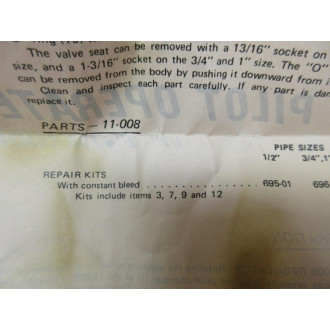 The valve seat can be removed with a 13/16" socket on
size, and a 1-3/16" socket on the 3/4" and 1" size. The "O"
can be removed from the body by pushing it downward from
Clean and inspect each part carefully. If any part is dam
replace it.
PARTS – 11-008
PIPE SIZES
1/2" 3/4",1"
REPAIR KITS
With constant bleed 695-01 695
Kits include items 3, 7, 9 and 12